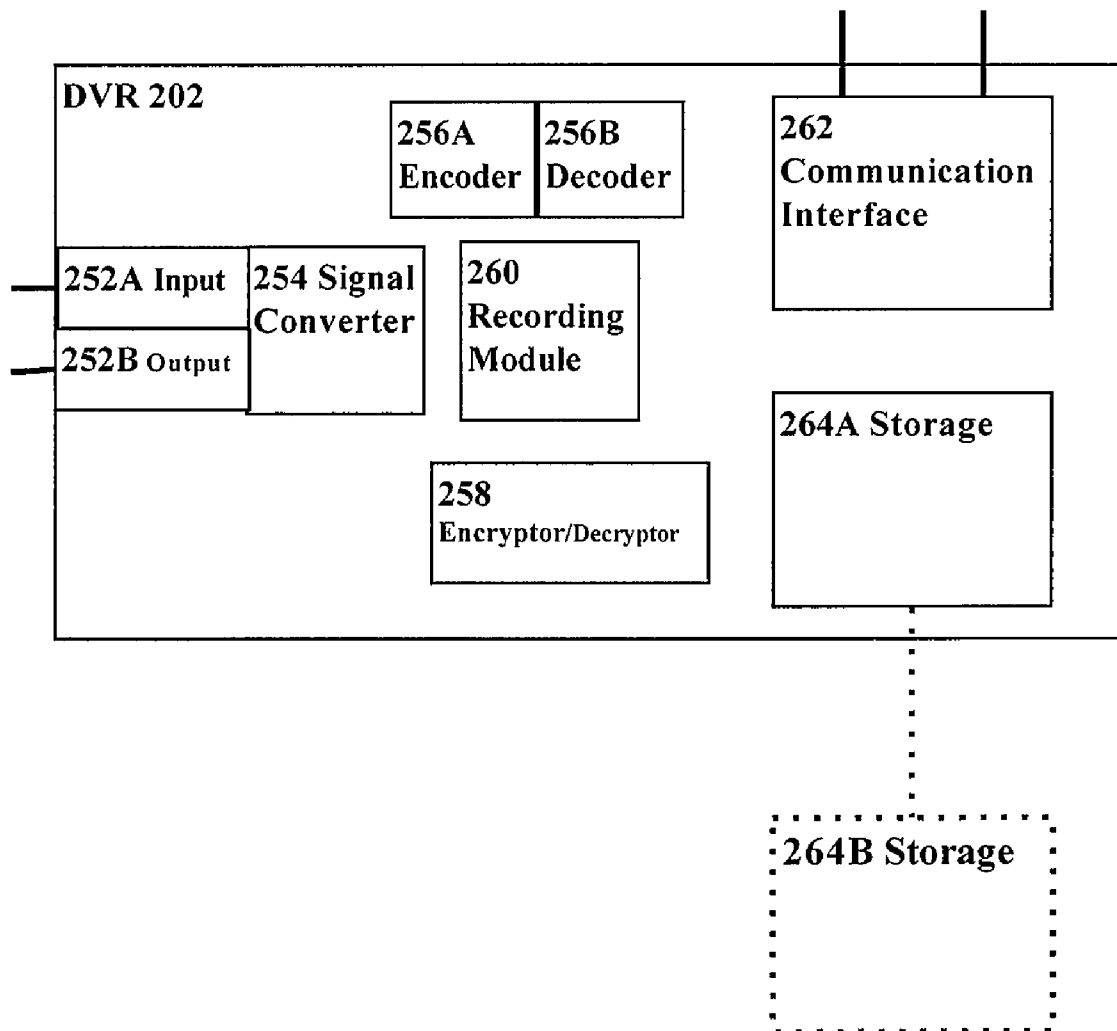 DVR 202
256A
Encoder
256B
Decoder
262
Communication
Interface
252A Input
252B Output
254 Signal
Converter
260
Recording
Module
264A Storage
258
Encryptor/Decryptor
264B Storage